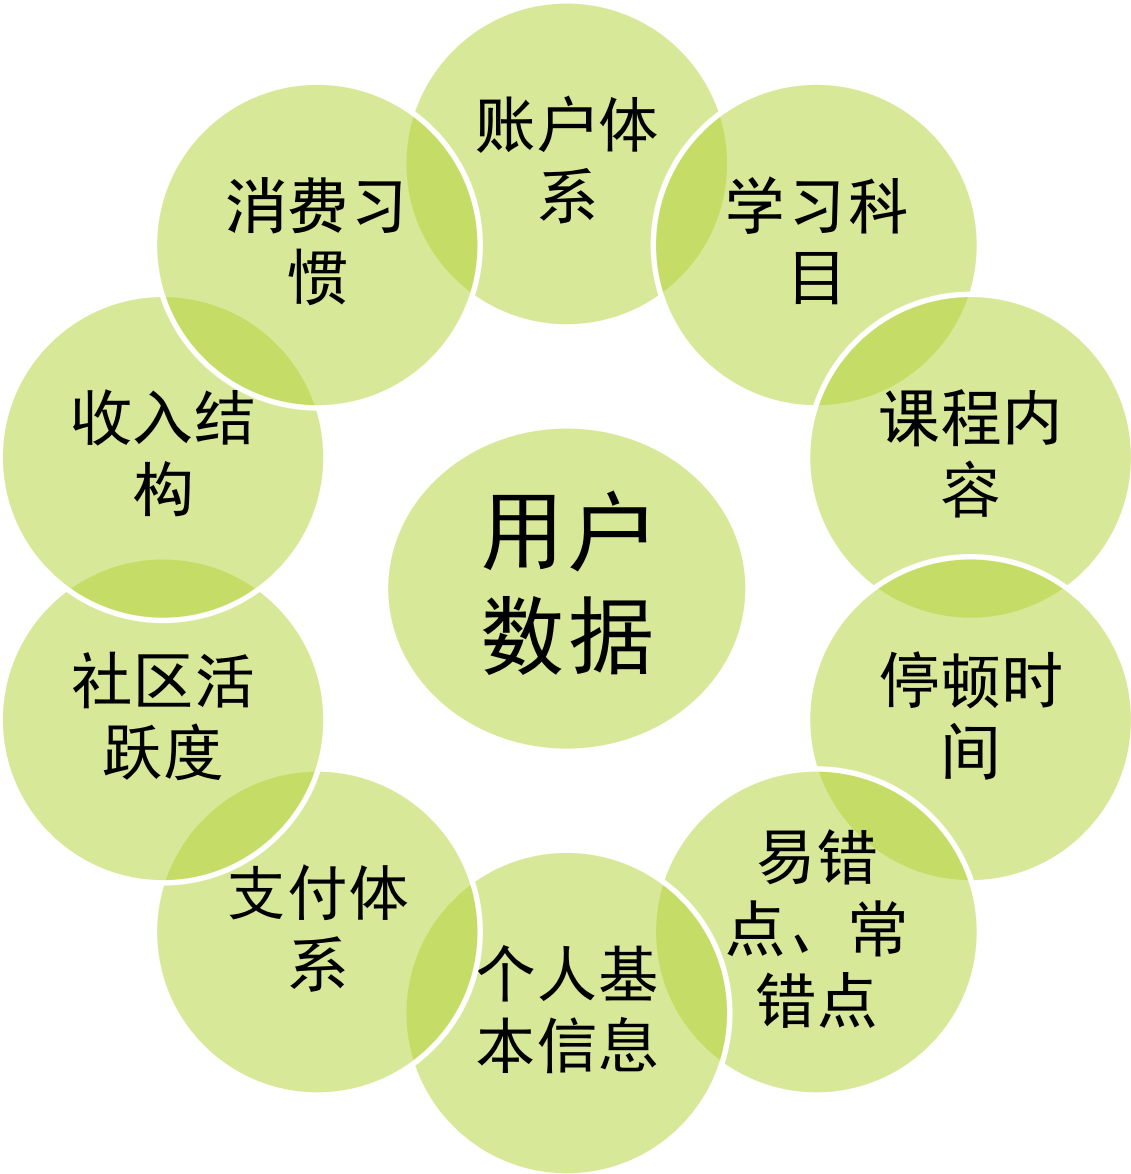 账户体
系
学习科
目
课程内
容
停顿时
间
易错
点、常
错点
个人基
本信息
支付体
系
社区活
跃度
收入结
构
消费习
惯
用户
数据